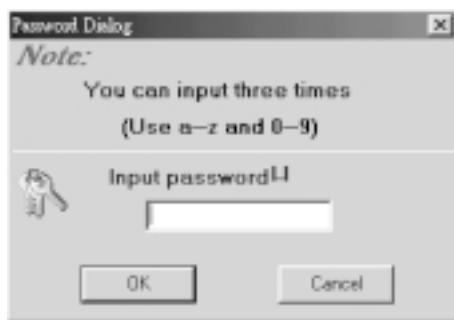 Password Dialog
Note:
You can input three times
(Use a–z and 0–9)
Input password
OK
Cancel